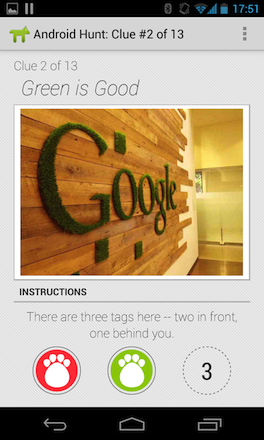 17:51
Android Hunt: Clue #2 of 13
Clue 2 of 13
Green is Good
Google
INSTRUCTIONS
There are three tags here -- two in front,
one behind you.
3